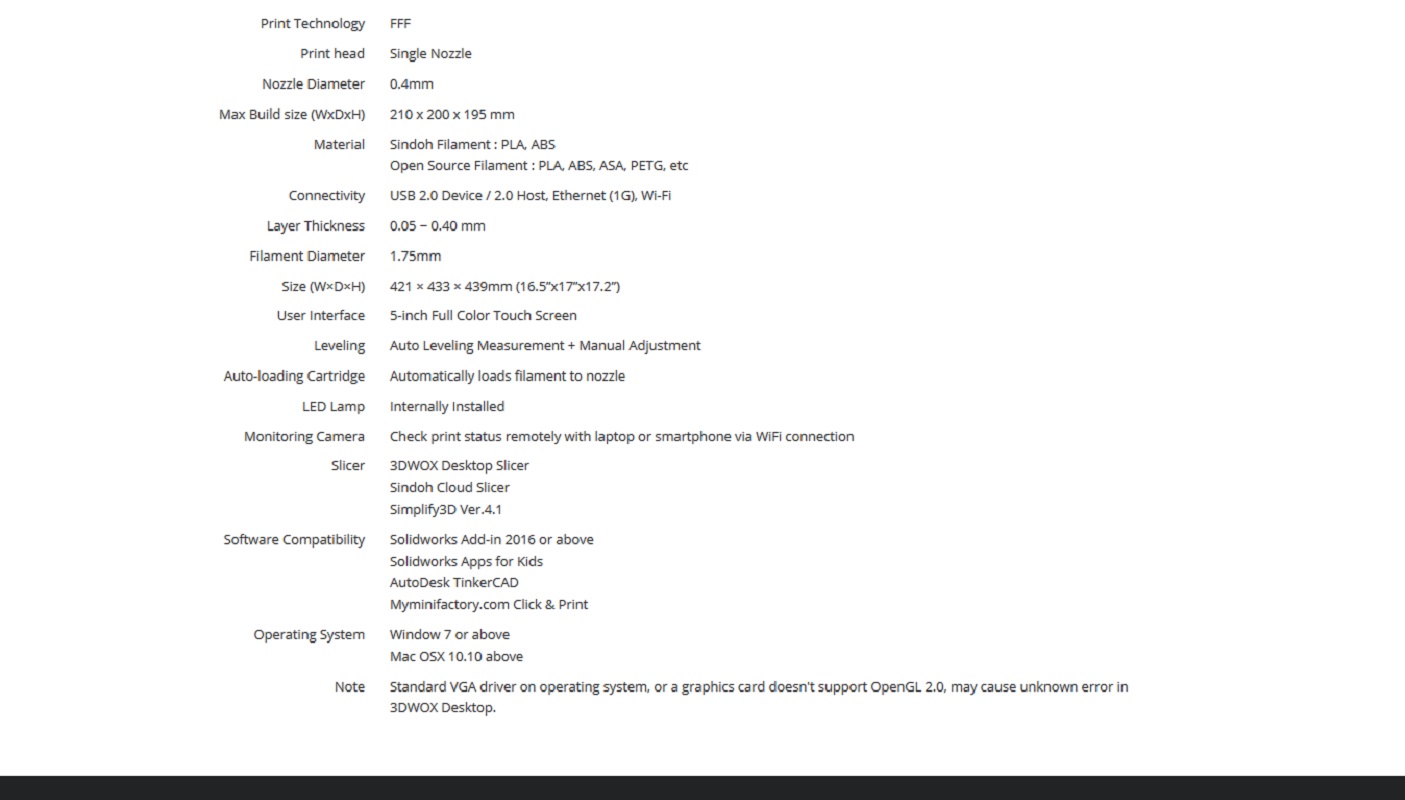 Print Technology FFF
Print head Single Nozzle
Nozzle Diameter 0.4mm
Max Build size (WxDxH) 210 x 200 x 195 mm
Material Sindoh Filament : PLA, ABS
Open Source Filament : PLA, ABS, ASA, PETG, etc
Connectivity USB 2.0 Device / 2.0 Host, Ethernet (1G), Wi-Fi
Layer Thickness 0.05 ~ 0.40 mm
Filament Diameter 1.75mm
Size (W×D×H) 421 × 433 × 439mm (16.5”x17”x17.2”)
User Interface 5-inch Full Color Touch Screen
Leveling Auto Leveling Measurement + Manual Adjustment
Auto-loading Cartridge Automatically loads filament to nozzle
LED Lamp Internally Installed
Monitoring Camera Check print status remotely with laptop or smartphone via WiFi connection
Slicer 3DWOX Desktop Slicer
Sindoh Cloud Slicer
Simplify3D Ver.4.1
Software Compatibility Solidworks Add-in 2016 or above
Solidworks Apps for Kids
AutoDesk TinkerCAD
Myminifactory.com Click & Print
Operating System Window 7 or above
Mac OSX 10.10 above
Note Standard VGA driver on operating system, or a graphics card doesn't support OpenGL 2.0, may cause unknown error in
3DWOX Desktop.